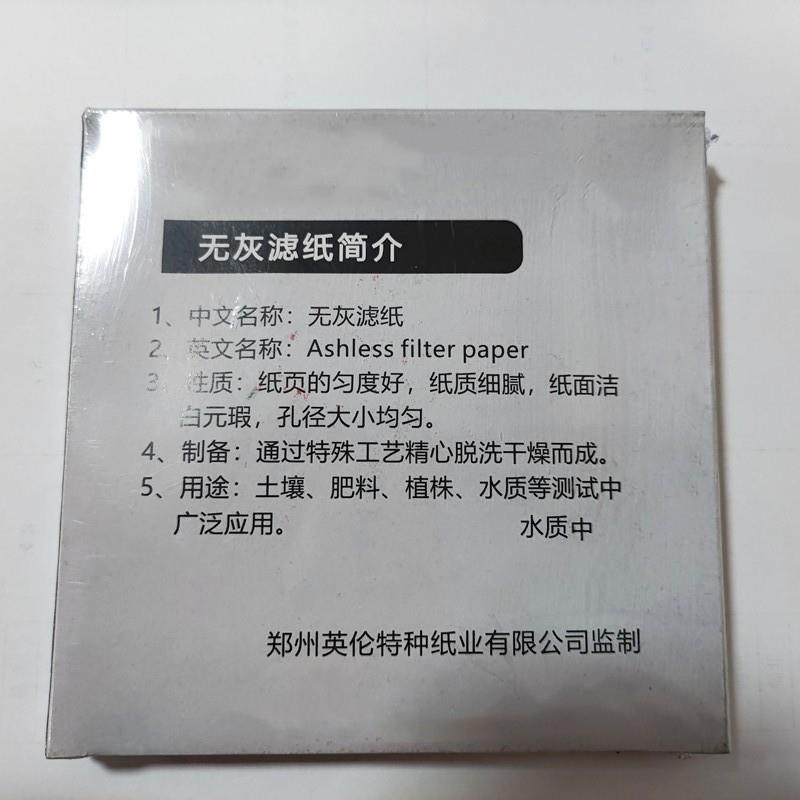 无灰滤纸简介
1、中文名称：无灰滤纸
2、英文名称：Ashless filter paper
3、性质：纸页的匀度好，纸质细腻，纸面洁
白元瑕，孔径大小均匀。
4、制备：通过特殊工艺精心脱洗干燥而成。
5、用途：土壤、肥料、植株、水质等测试中
广泛应用。
水质中
郑州英伦特种纸业有限公司监制